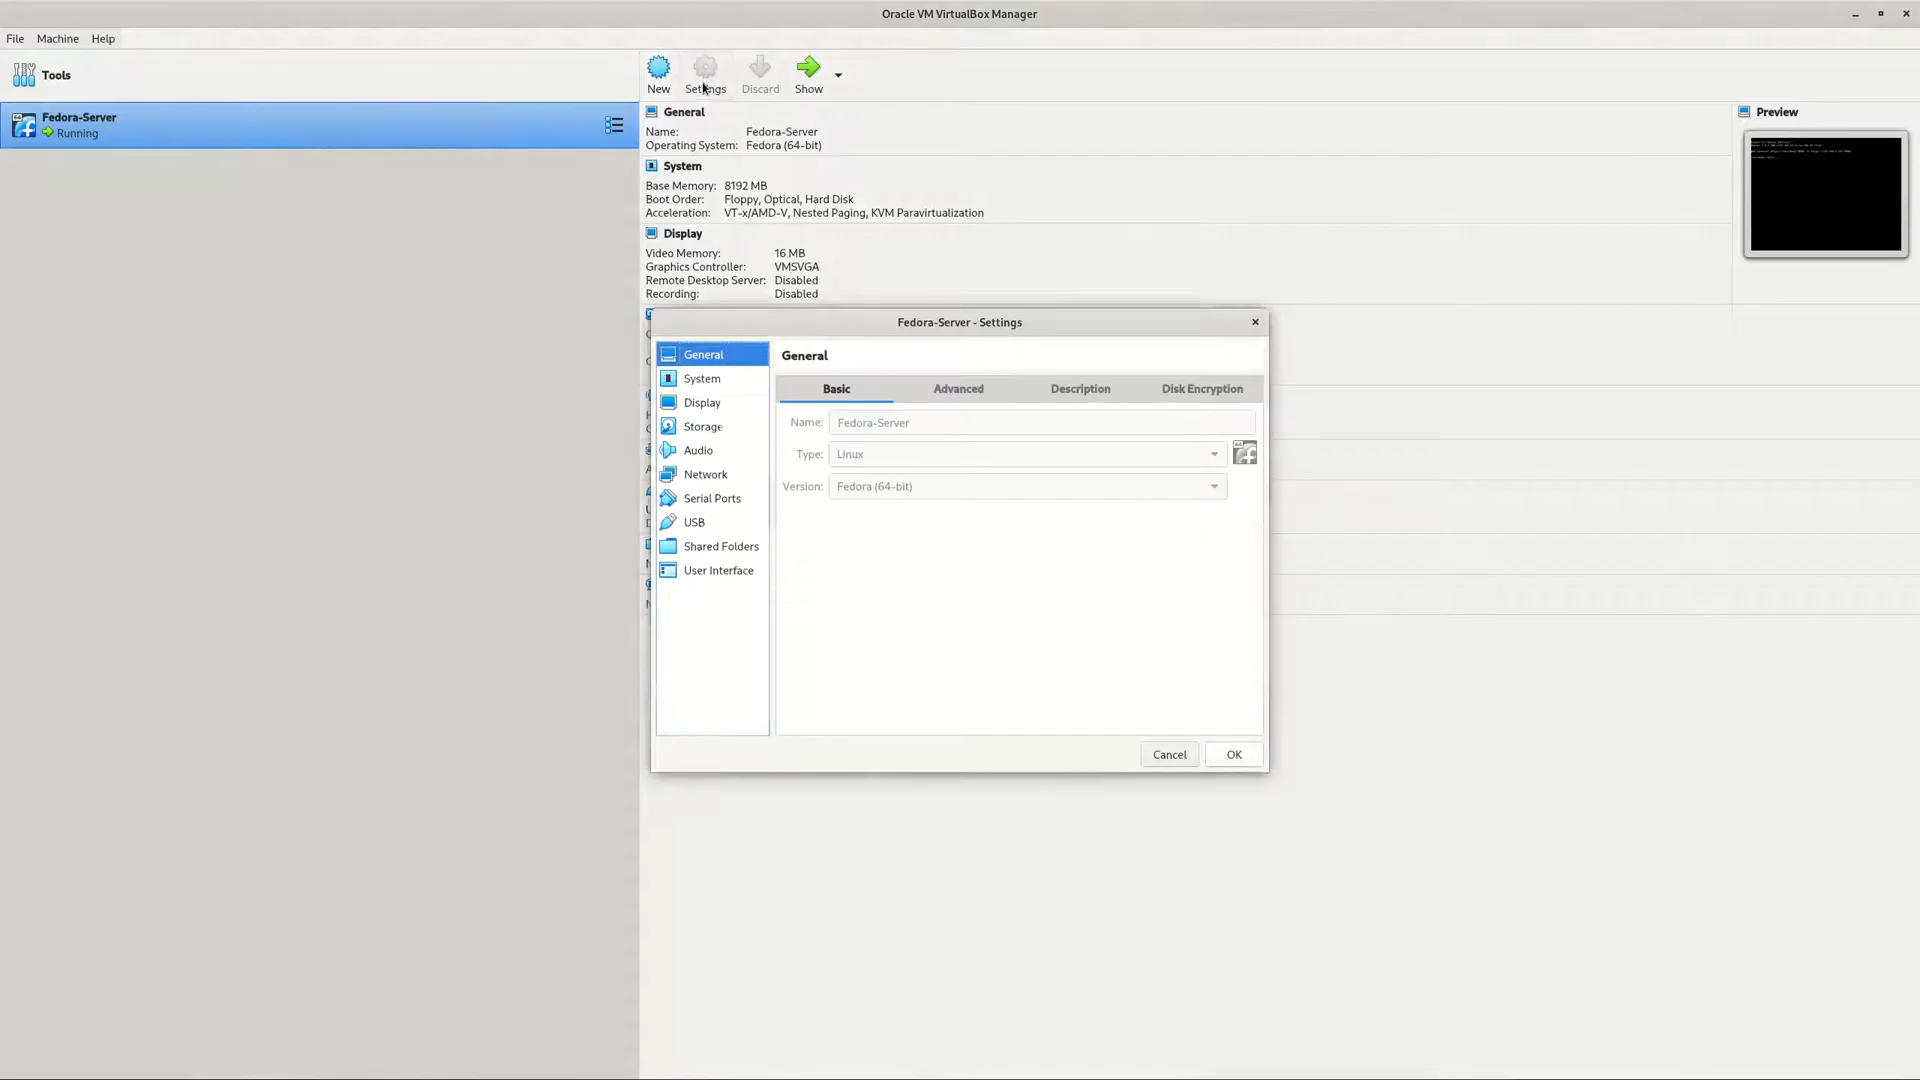 Oracle VM VirtualBox Manager
File Machine Help
Tools
New Settings Discard Show
Fedora-Server
Running
General
Name: Fedora-Server
Operating System: Fedora (64-bit)
System
Base Memory: 8192 MB
Boot Order: Floppy, Optical, Hard Disk
Acceleration: VT-x/AMD-V, Nested Paging, KVM Paravirtualization
Display
Video Memory: 16 MB
Graphics Controller: VMSVGA
Remote Desktop Server: Disabled
Recording: Disabled
Preview
Fedora-Server - Settings
General
System
Display
Storage
Audio
Network
Serial Ports
USB
Shared Folders
User Interface
General
Basic Advanced Description Disk Encryption
Name: Fedora-Server
Type: Linux
Version: Fedora (64-bit)
Cancel OK